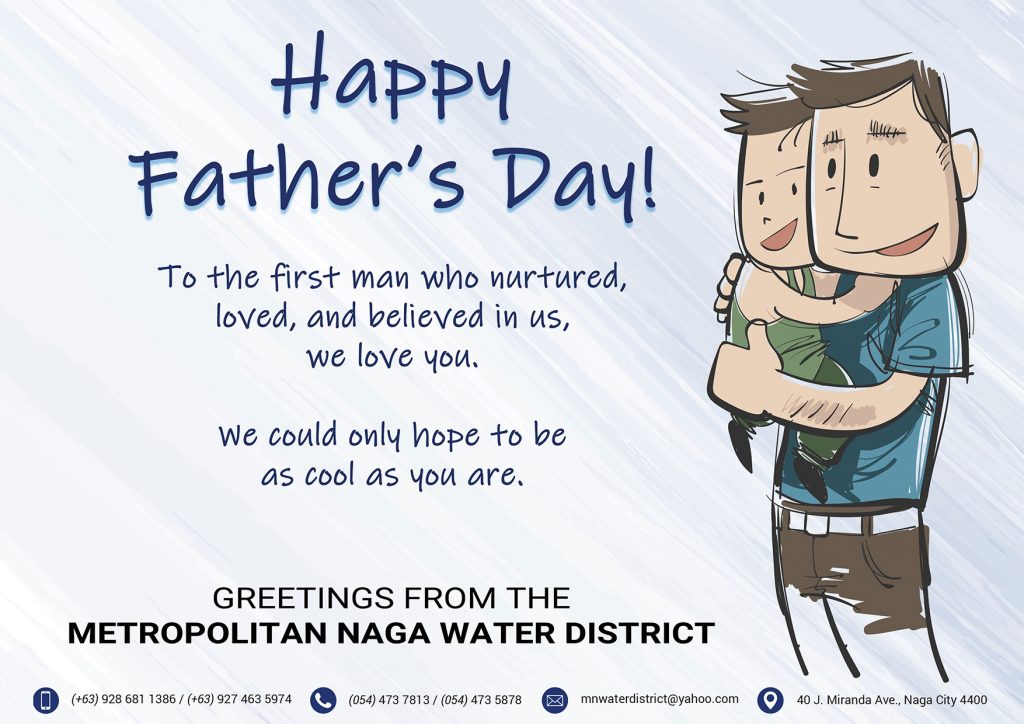 Happy
Father's Day!
To the first man who nurtured,
loved, and believed in us,
we love you.
We could only hope to be
as cool as you are.
GREETINGS FROM THE
METROPOLITAN NAGA WATER DISTRICT
(+63) 928 681 1386 / (+63) 927 463 5974
(054) 473 7813 / (054) 473 5878
mnwaterdistrict@yahoo.com
40 J. Miranda Ave., Naga City 4400